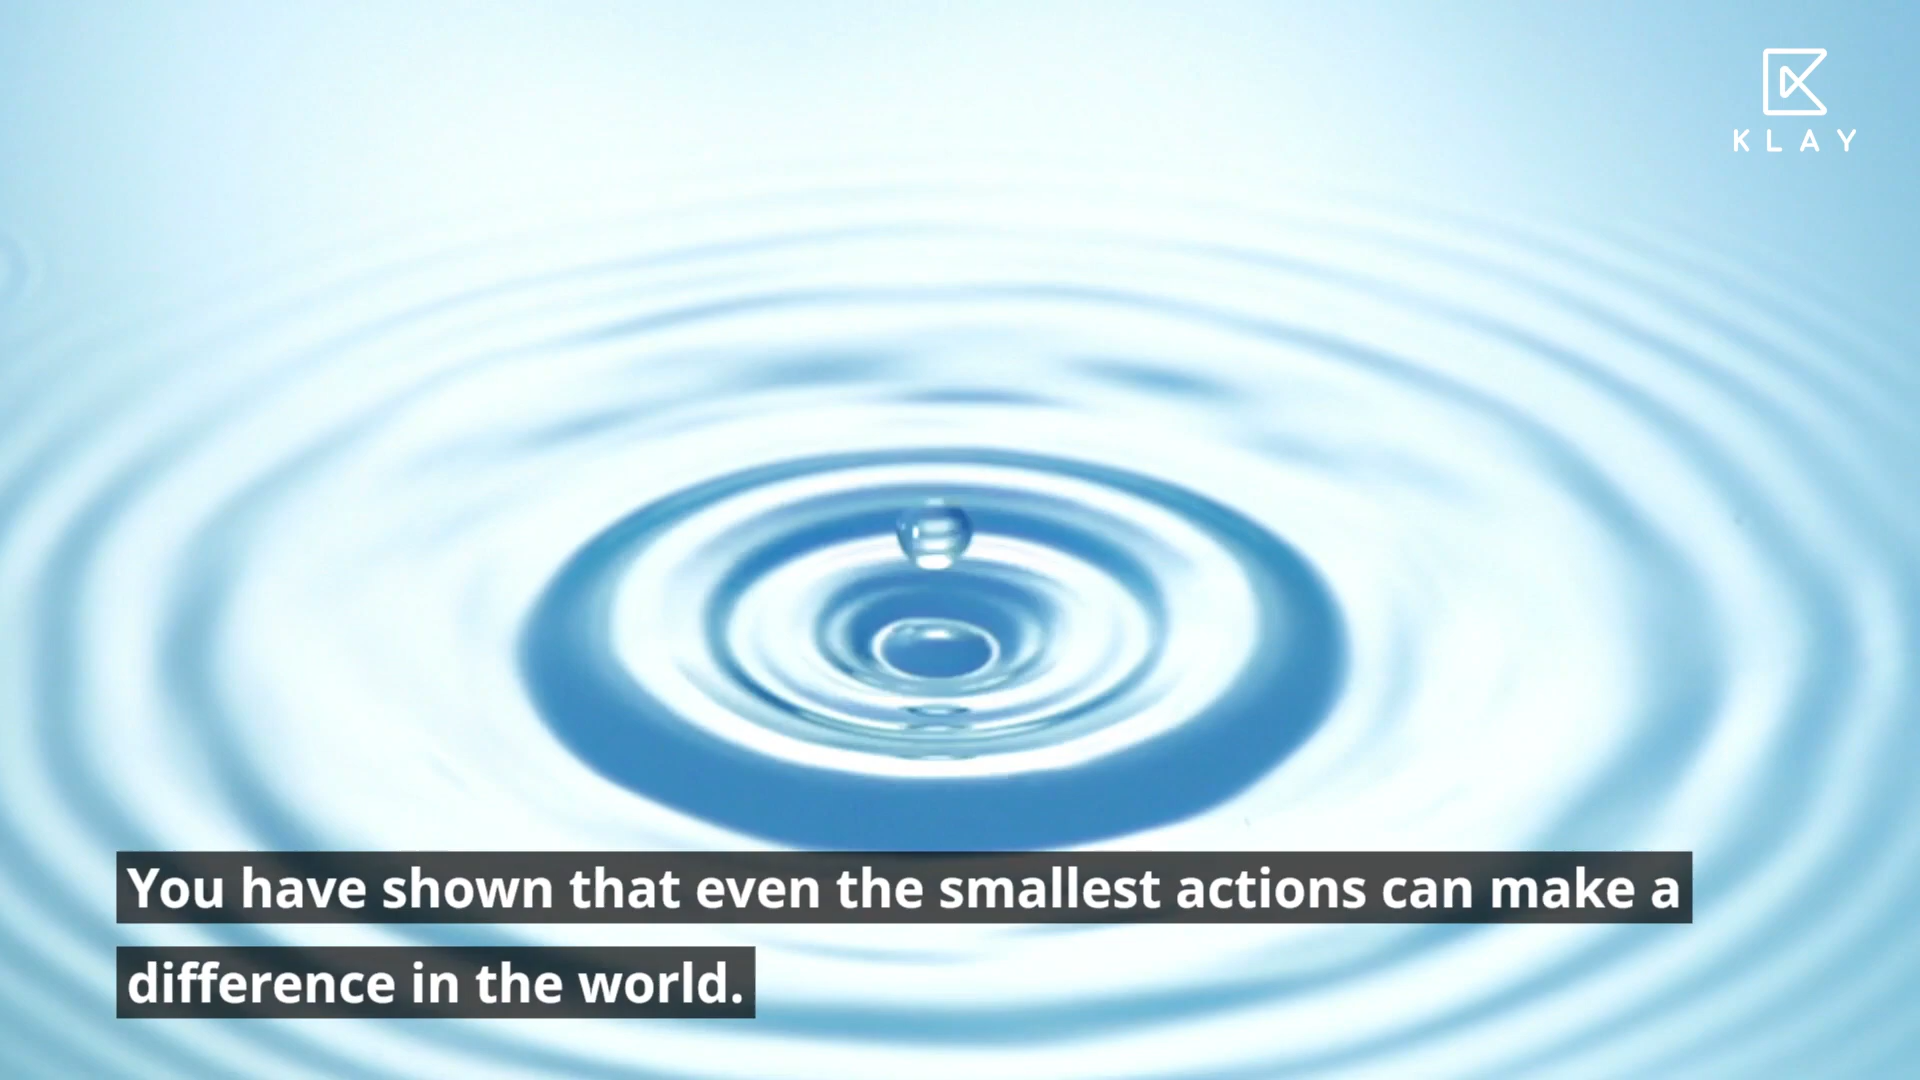 KLAY
You have shown that even the smallest actions can make a
difference in the world.